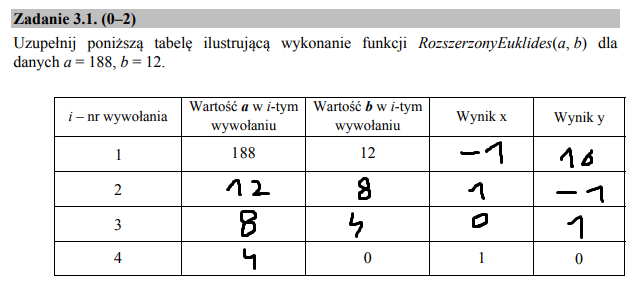 Zadanie 3.1. (0–2)
Uzupełnij poniższą tabelę ilustrującą wykonanie funkcji RozszerzonyEuklides(a, b) dla
danych a = 188, b = 12.
i – nr wywołania Wartość a w i-tym wywołaniu Wartość b w i-tym wywołaniu Wynik x Wynik y
1 188 12 −1 16
2 12 8 1 −1
3 8 4 0 1
4 4 0 1 0